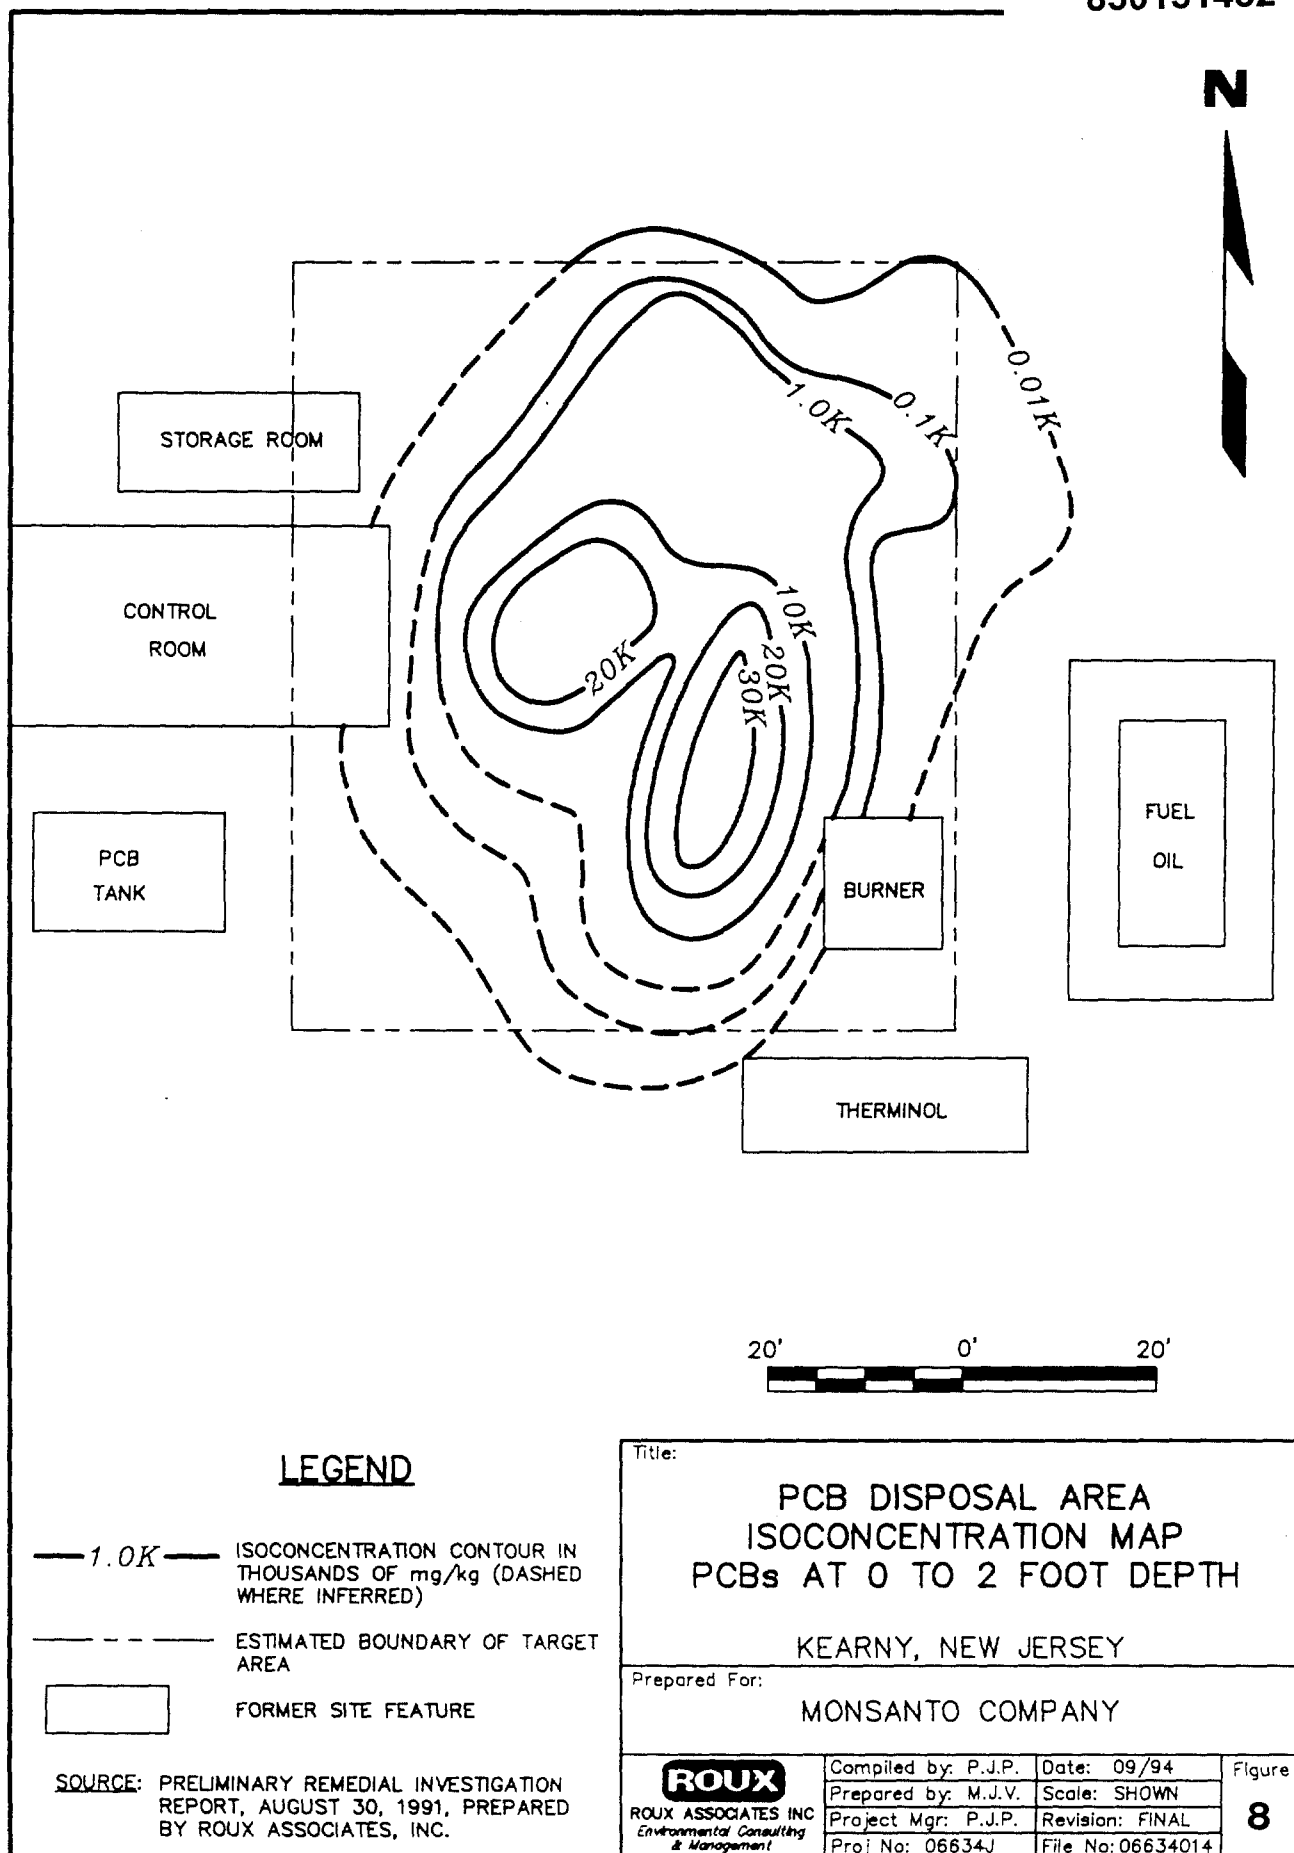 N
0.01K
0.1K
1.0K
STORAGE ROOM
CONTROL
ROOM
10K
20K
20K
30K
PCB
TANK
BURNER
FUEL
OIL
THERMINOL
20' 0' 20'
LEGEND
1.0K
ISOCONCENTRATION CONTOUR IN
THOUSANDS OF mg/kg (DASHED
WHERE INFERRED)
ESTIMATED BOUNDARY OF TARGET
AREA
FORMER SITE FEATURE
SOURCE: PRELIMINARY REMEDIAL INVESTIGATION
REPORT, AUGUST 30, 1991, PREPARED
BY ROUX ASSOCIATES, INC.
Title:
PCB DISPOSAL AREA
ISOCONCENTRATION MAP
PCBs AT 0 TO 2 FOOT DEPTH
KEARNY, NEW JERSEY
Prepared For:
MONSANTO COMPANY
ROUX
ROUX ASSOCIATES INC
Environmental Consulting
& Management
Compiled by: P.J.P. Date: 09/94
Prepared by: M.J.V. Scale: SHOWN
Project Mgr: P.J.P. Revision: FINAL
Proj No: 06634J File No: 06634014
Figure
8